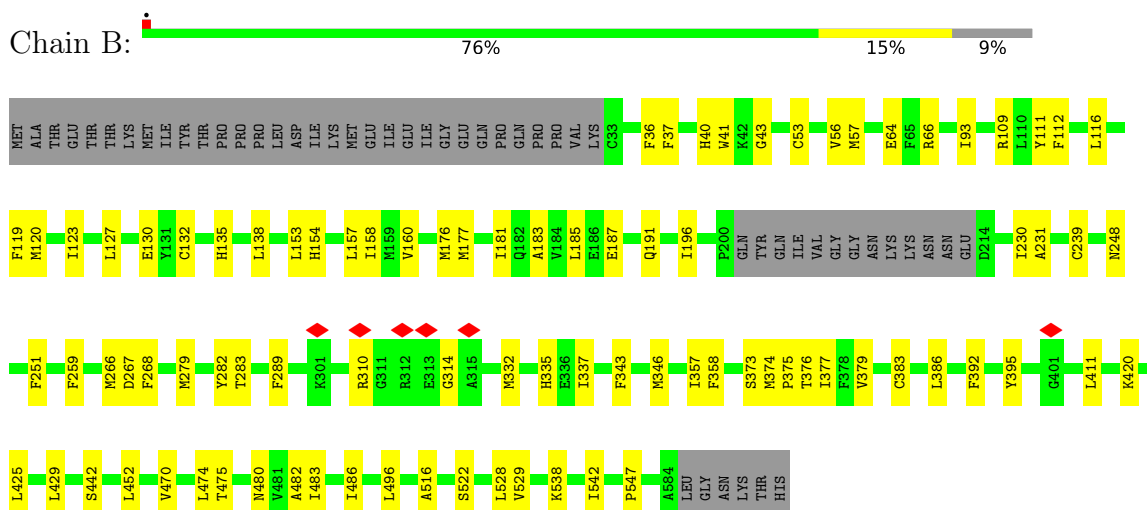 Chain B:
76% 15% 9%
MET ALA THR GLU THR THR LYS MET ILE TYR THR PRO PRO PRO LEU ASP ILE LYS MET GLU ILE GLU ILE GLY GLU GLN PRO GLN PRO PRO VAL LYS C33 F36 F37 H40 W41 K42 G43 C53 V56 M57 E64 F65 R66 I93 R109 L110 Y111 F112 L116
F119 M120 I123 L127 E130 Y131 C132 H135 L138 L153 H154 L157 I158 M159 V160 M176 M177 I181 Q182 A183 V184 L185 E186 E187 Q191 I196 P200 GLN TYR GLN ILE VAL GLY GLY ASN LYS LYS ASN ASN GLU D214 I230 A231 C239 N248
F251 F259 M266 D267 F268 M279 Y282 T283 F289 K301 R310 G311 R312 E313 G314 A315 M332 H335 E336 I337 F343 M346 I357 F358 S373 M374 P375 T376 I377 F378 V379 C383 L386 F392 Y395 G401 L411 K420
L425 L429 S442 L452 V470 L474 T475 N480 V481 A482 I483 I486 L496 A516 S522 L528 V529 K538 I542 P547 A584 LEU GLY ASN LYS THR HIS